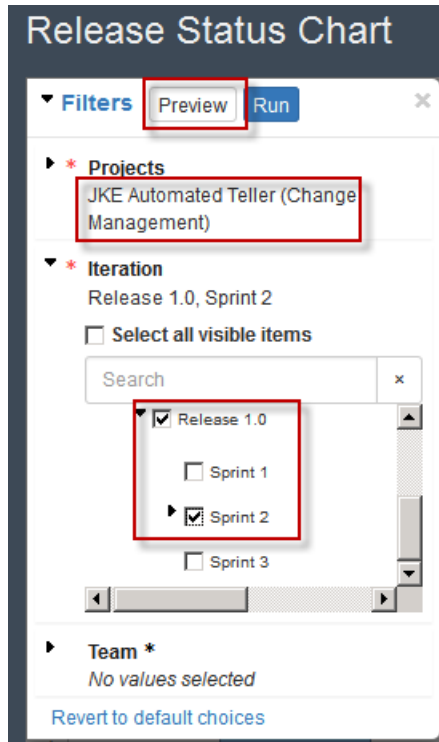 Release Status Chart
Filters Preview Run ×
* Projects
JKE Automated Teller (Change
Management)
* Iteration
Release 1.0, Sprint 2
Select all visible items
Search ×
Release 1.0
Sprint 1
Sprint 2
Sprint 3
Team *
No values selected
Revert to default choices